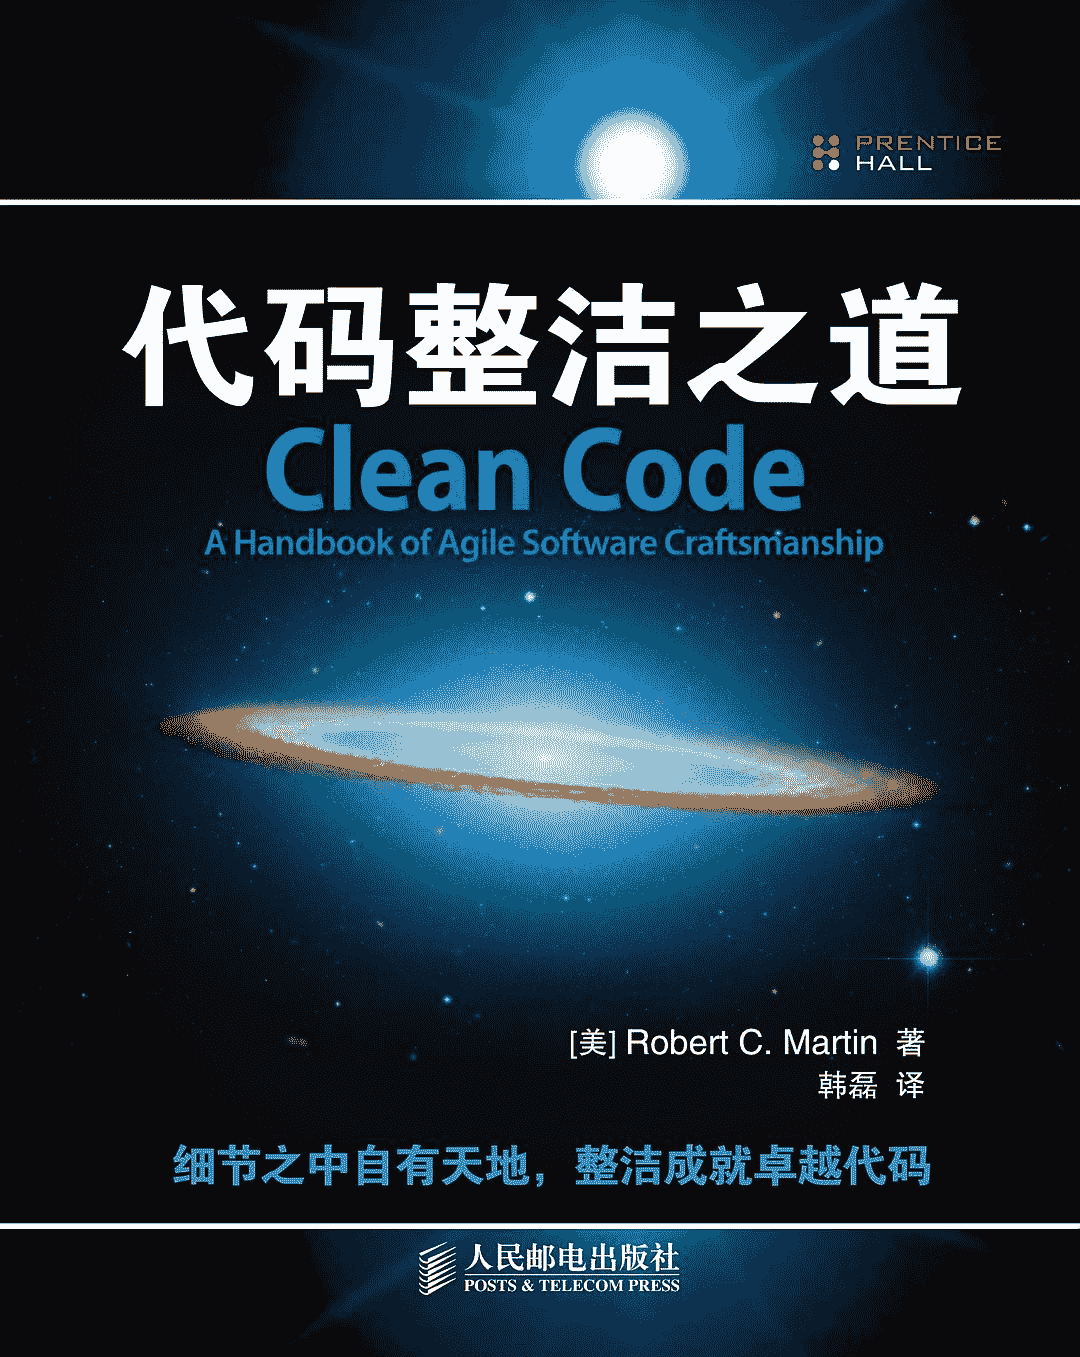 PRENTICE
HALL
代码整洁之道
Clean Code
A Handbook of Agile Software Craftsmanship
[美] Robert C. Martin 著
韩磊 译
细节之中自有天地，整洁成就卓越代码
人民邮电出版社
POSTS & TELECOM PRESS